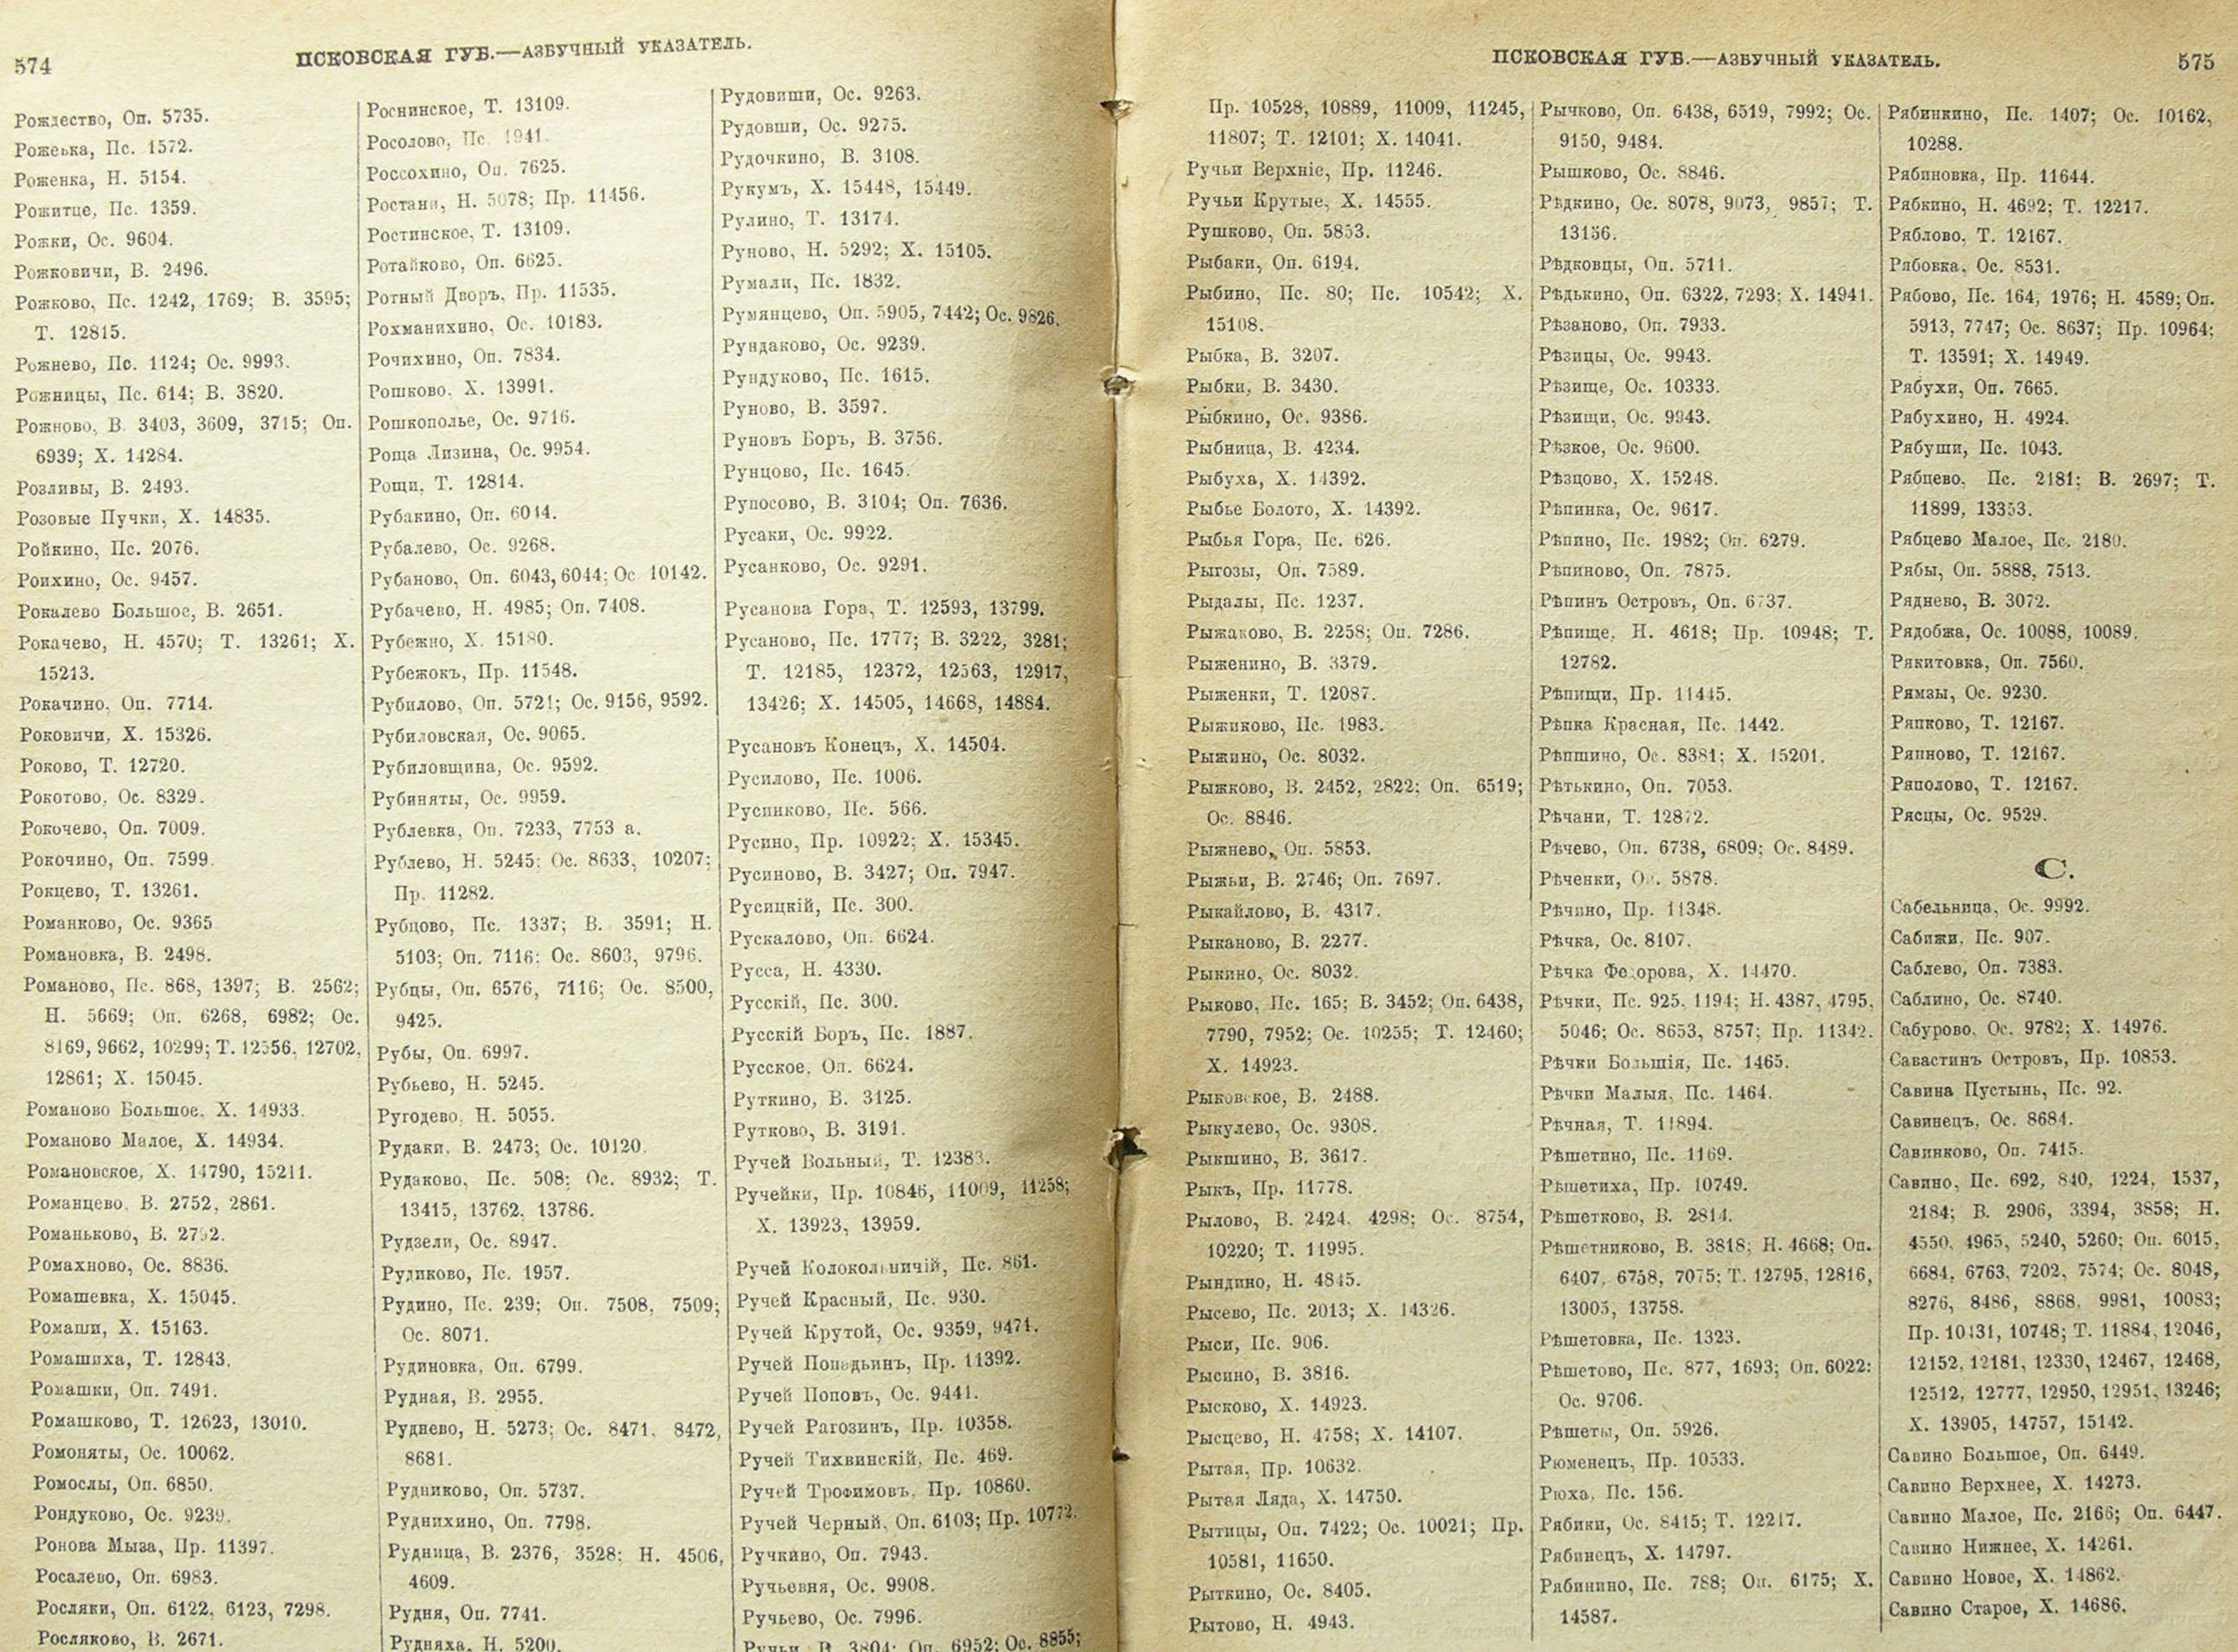 574
ПСКОВСКАЯ ГУБ.—АЗБУЧНЫЙ УКАЗАТЕЛЬ.
Рождество, Оп. 5735.
Рожеька, Пс. 1572.
Роженка, Н. 5154.
Рожитце, Пс. 1359.
Рожки, Ос. 9604.
Рожковичи, В. 2496.
Рожково, Пс. 1242, 1769; В. 3595;
Т. 12815.
Рожнево, Пс. 1124; Ос. 9993.
Рожницы, Пс. 614; В. 3820.
Рожново, В. 3403, 3609, 3715; Оп.
6939; Х. 14284.
Розливы, В. 2493.
Розовые Пучки, Х. 14835.
Ройкино, Пс. 2076.
Роихино, Ос. 9457.
Рокалево Большое, В. 2651.
Рокачево, Н. 4570; Т. 13261; Х.
15213.
Рокачино, Оп. 7714.
Роковичи, Х. 15326.
Роково, Т. 12720.
Рокотово, Ос. 8329.
Рокочево, Оп. 7009.
Рокочино, Оп. 7599.
Рокцево, Т. 13261.
Романково, Ос. 9365
Романовка, В. 2498.
Романово, Пс. 868, 1397; В. 2562;
Н. 5669; Оп. 6268, 6982; Ос.
8169, 9662, 10299; Т. 12556, 12702,
12861; Х. 15045.
Романово Большое, Х. 14933.
Романово Малое, Х. 14934.
Романовское, Х. 14790, 15211.
Романцево, В. 2752, 2861.
Романьково, В.
Ромахново, Ос. 8836.
Ромашевка, Х. 15045.
Ромаши, Х. 15163.
Ромашиха, Т. 12843.
Ромашки, Оп. 7491.
Ромашково, Т. 12623, 13010.
Ромоняты, Ос. 10062.
Ромослы, Оп. 6850.
Рондуково, Ос. 9239.
Ронова Мыза, Пр. 11397.
Росалево, Оп. 6983.
Росляки, Оп. 6122, 6123, 7298.
Росляково, В. 2671.
Роснинское, Т. 13109.
Росолово, Пс. 1941.
Россохино, Оп. 7625.
Ростани, Н. 5078; Пр. 11456.
Ростинское, Т. 13109.
Ротайково, Оп. 6625.
Ротный Дворъ, Пр. 11535.
Рохманихино, Ос. 10183.
Рочихино, Оп. 7834.
Рошково, Х. 13991.
Рошкополье, Ос. 9716.
Роща Лизина, Ос. 9954.
Рощи, Т. 12814.
Рубакино, Оп. 6014.
Рубалево, Ос. 9268.
Рубаново, Оп. 6043, 6044; Ос 10142.
Рубачево, Н. 4985; Оп. 7408.
Рубежно, Х. 15180.
Рубежокъ, Пр. 11548.
Рубилово, Оп. 5721; Ос. 9156, 9592.
Рубиловская, Ос. 9065.
Рубиловщина, Ос. 9592.
Рубиняты, Ос. 9959.
Рублевка, Оп. 7233, 7753 а.
Рублево, Н. 5245; Ос. 8633, 10207;
Пр. 11282.
Рубцово, Пс. 1337; В. 3591; Н.
5103; Оп. 7116; Ос. 8603, 9796.
Рубцы, Оп. 6576, 7116; Ос. 8500,
9425.
Рубы, Оп. 6997.
Рубьево, Н. 5245.
Ругодево, Н. 5055.
Рудаки, В. 2473; Ос. 10120.
Рудаково, Пс. 508; Ос. 8932; Т.
13415, 13762, 13786.
Рудзели, Ос. 8947.
Рудиково, Пс. 1957.
Рудино, Пс. 239; Оп. 7508, 7509;
Ос. 8071.
Рудиновка, Оп. 6799.
Рудная, В. 2955.
Руднево, Н. 5273; Ос. 8471, 8472,
8681.
Рудниково, Оп. 5737.
Руднихино, Оп. 7798.
Рудница, В. 2376, 3528; Н. 4506,
4609.
Рудня, Оп. 7741.
Рудняха, Н. 5200.
Рудовиши, Ос. 9263.
Рудовши, Ос. 9275.
Рудочкино, В. 3108.
Рукумъ, Х. 15448, 15449.
Рулино, Т. 13174.
Руново, Н. 5292; Х. 15105.
Румали, Пс. 1832.
Румянцево, Оп. 5905, 7442; Ос. 9826.
Рундаково, Ос. 9239.
Рундуково, Пс. 1615.
Руново, В. 3597.
Руновъ Боръ, В. 3756.
Рунцово, Пс. 1645.
Рупосово, В. 3104; Оп. 7636.
Русаки, Ос. 9922.
Русанково, Ос. 9291.
Русанова Гора, Т. 12593, 13799.
Русаново, Пс. 1777; В. 3222, 3281;
Т. 12185, 12372, 12563, 12917,
13426; Х. 14505, 14668, 14884.
Русановъ Конецъ, Х. 14504.
Русилово, Пс. 1006.
Русинково, Пс. 566.
Русино, Пр. 10922; Х. 15345.
Русиново, В. 3427; Оп. 7947.
Русицкій, Пс. 300.
Рускалово, Оп. 6624.
Русса, Н. 4330.
Русскій, Пс. 300.
Русскій Боръ, Пс. 1887.
Русское, Оп. 6624.
Руткино, В. 3125.
Рутково, В. 3191.
Ручей Вольный, Т. 12383.
Ручейки, Пр. 10846, 11009, 11258;
Х. 13923, 13959.
Ручей Колокольничій, Пс. 861.
Ручей Красный, Пс. 930.
Ручей Крутой, Ос. 9359, 9471.
Ручей Попадьинъ, Пр. 11392.
Ручей Поповъ, Ос. 9441.
Ручей Рагозинъ, Пр. 10358.
Ручей Тихвинскій, Пс. 469.
Ручей Трофимовъ, Пр. 10860.
Ручей Черный, Оп. 6103; Пр. 10772.
Ручкино, Оп. 7943.
Ручьевня, Ос. 9908.
Ручьево, Ос. 7996.
Ручьи, В. 3804; Оп. 6952; Ос. 8855;
ПСКОВСКАЯ ГУБ.—АЗБУЧНЫЙ УКАЗАТЕЛЬ.
575
Пр. 10528, 10889, 11009, 11245,
11807; Т. 12101; Х. 14041.
Ручьи Верхніе, Пр. 11246.
Ручьи Крутые, Х. 14555.
Рушково, Оп. 5853.
Рыбаки, Оп. 6194.
Рыбино, Пс. 80; Пс. 10542; Х.
15108.
Рыбка, В. 3207.
Рыбки, В. 3430.
Рыбкино, Ос. 9386.
Рыбница, В. 4234.
Рыбуха, Х. 14392.
Рыбье Болото, Х. 14392.
Рыбья Гора, Пс. 626.
Рыгозы, Оп. 7589.
Рыдалы, Пс. 1237.
Рыжаково, В. 2258; Оп. 7286.
Рыженино, В. 3379.
Рыженки, Т. 12087.
Рыжиково, Пс. 1983.
Рыжино, Ос. 8032.
Рыжково, В. 2452, 2822; Оп. 6519;
Ос. 8846.
Рыжнево, Оп. 5853.
Рыжьи, В. 2746; Оп. 7697.
Рыкайлово, В. 4317.
Рыканово, В. 2277.
Рыкино, Ос. 8032.
Рыково, Пс. 165; В. 3452; Оп. 6438,
7790, 7952; Ос. 10255; Т. 12460;
Х. 14923.
Рыковское, В. 2488.
Рыкулево, Ос. 9308.
Рыкшино, В. 3617.
Рыкъ, Пр. 11778.
Рылово, В. 2424, 4298; Ос. 8754,
10220; Т. 11995.
Рындино, Н. 4845.
Рысево, Пс. 2013; Х. 14326.
Рыси, Пс. 906.
Рысино, В. 3816.
Рысково, Х. 14923.
Рысцево, Н. 4758; Х. 14107.
Рытая, Пр. 10632.
Рытая Ляда, Х. 14750.
Рытицы, Оп. 7422; Ос. 10021; Пр.
10581, 11650.
Рыткино, Ос. 8405.
Рытово, Н. 4943.
Рычково, Оп. 6438, 6519, 7992; Ос.
9150, 9484.
Рышково, Ос. 8846.
Рѣдкино, Ос. 8078, 9073, 9857; Т.
13156.
Рѣдковцы, Оп. 5711.
Рѣдькино, Оп. 6322, 7293; Х. 14941.
Рѣзаново, Оп. 7933.
Рѣзицы, Ос. 9943.
Рѣзище, Ос. 10333.
Рѣзищи, Ос. 9943.
Рѣзкое, Ос. 9600.
Рѣзцово, Х. 15248.
Рѣпинка, Ос. 9617.
Рѣпино, Пс. 1982; Оп. 6279.
Рѣпиново, Оп. 7875.
Рѣпинъ Островъ, Оп. 6737.
Рѣпище, Н. 4618; Пр. 10948; Т.
12782.
Рѣпищи, Пр. 11445.
Рѣпка Красная, Пс. 1442.
Рѣпшино, Ос. 8381; Х. 15201.
Рѣтькино, Оп. 7053.
Рѣчани, Т. 12872.
Рѣчево, Оп. 6738, 6809; Ос. 8489.
Рѣченки, Оп. 5878.
Рѣчино, Пр. 11348.
Рѣчка, Ос. 8107.
Рѣчка Федорова, Х. 14470.
Рѣчки, Пс. 925, 1194; Н. 4387, 4795,
5046; Ос. 8653, 8757; Пр. 11342.
Рѣчки Большія, Пс. 1465.
Рѣчки Малыя, Пс. 1464.
Рѣчная, Т. 11894.
Рѣшетино, Пс. 1169.
Рѣшетиха, Пр. 10749.
Рѣшетково, В. 2814.
Рѣшетниково, В. 3818; Н. 4668; Оп.
6407, 6758, 7075; Т. 12795, 12816,
13005, 13758.
Рѣшетовка, Пс. 1323.
Рѣшетово, Пс. 877, 1693; Оп. 6022:
Ос. 9706.
Рѣшеты, Оп. 5926.
Рюменецъ, Пр. 10533.
Рюха, Пс. 156.
Рябики, Ос. 8415; Т. 12217.
Рябинецъ, Х. 14797.
Рябинино, Пс. 788; Оп. 6175; Х.
14587.
Рябинкино, Пс. 1407; Ос. 10162,
10288.
Рябиновка, Пр. 11644.
Рябкино, Н. 4692; Т. 12217.
Ряблово, Т. 12167.
Рябовка, Ос. 8531.
Рябово, Пс. 164, 1976; Н. 4589; Оп.
5913, 7747; Ос. 8637; Пр. 10964;
Т. 13591; Х. 14949.
Рябухи, Оп. 7665.
Рябухино, Н. 4924.
Рябуши, Пс. 1043.
Рябцево, Пс. 2181; В. 2697; Т.
11899, 13353.
Рябцево Малое, Пс. 2180.
Рябы, Оп. 5888, 7513.
Ряднево, В. 3072.
Рядобжа, Ос. 10088, 10089.
Рякитовка, Оп. 7560.
Рямзы, Ос. 9230.
Ряпково, Т. 12167.
Ряпново, Т. 12167.
Ряполово, Т. 12167.
Рясцы, Ос. 9529.
С.
Сабельница, Ос. 9992.
Сабижи, Пс. 907.
Саблево, Оп. 7383.
Саблино, Ос. 8740.
Сабурово, Ос. 9782; Х. 14976.
Савастинъ Островъ, Пр. 10853.
Савина Пустынь, Пс. 92.
Савинецъ, Ос. 8684.
Савинково, Оп. 7415.
Савино, Пс. 692, 840, 1224, 1537,
2184; В. 2906, 3394, 3858; Н.
4550, 4965, 5240, 5260; Оп. 6015,
6684, 6763, 7202, 7574; Ос. 8048,
8276, 8486, 8868, 9981, 10083;
Пр. 10431, 10748; Т. 11884, 12046,
12152, 12181, 12330, 12467, 12468,
12512, 12777, 12950, 12951, 13246;
Х. 13905, 14757, 15142.
Савино Большое, Оп. 6449.
Савино Верхнее, Х. 14273.
Савино Малое, Пс. 2166; Оп. 6447.
Савино Нижнее, Х. 14261.
Савино Новое, Х. 14862.
Савино Старое, Х. 14686.